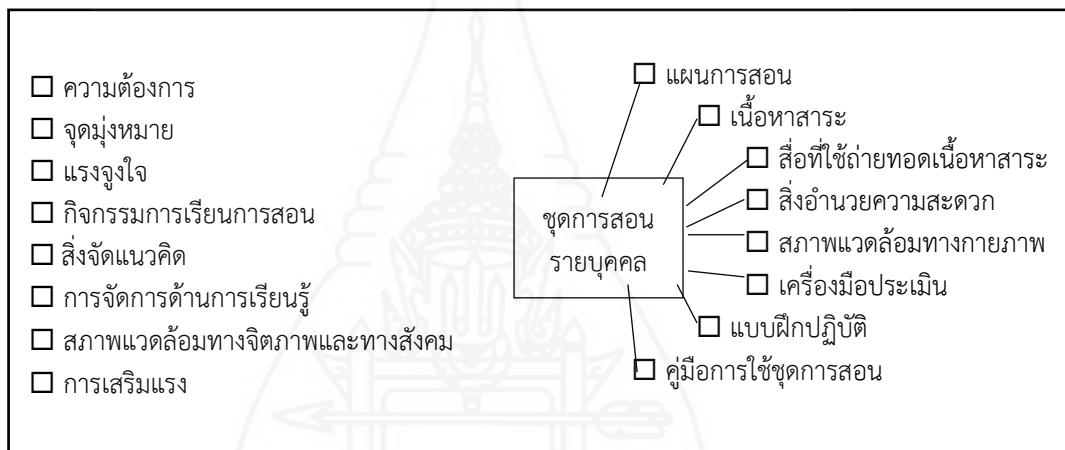 ☐ ความต้องการ
☐ จุดมุ่งหมาย
☐ แรงจูงใจ
☐ กิจกรรมการเรียนการสอน
☐ สิ่งจัดแนวคิด
☐ การจัดการด้านการเรียนรู้
☐ สภาพแวดล้อมทางจิตภาพและทางสังคม
☐ การเสริมแรง
ชุดการสอน
รายบุคคล
☐ แผนการสอน
☐ เนื้อหาสาระ
☐ สื่อที่ใช้ถ่ายทอดเนื้อหาสาระ
☐ สิ่งอำนวยความสะดวก
☐ สภาพแวดล้อมทางกายภาพ
☐ เครื่องมือประเมิน
☐ แบบฝึกปฏิบัติ
☐ คู่มือการใช้ชุดการสอน